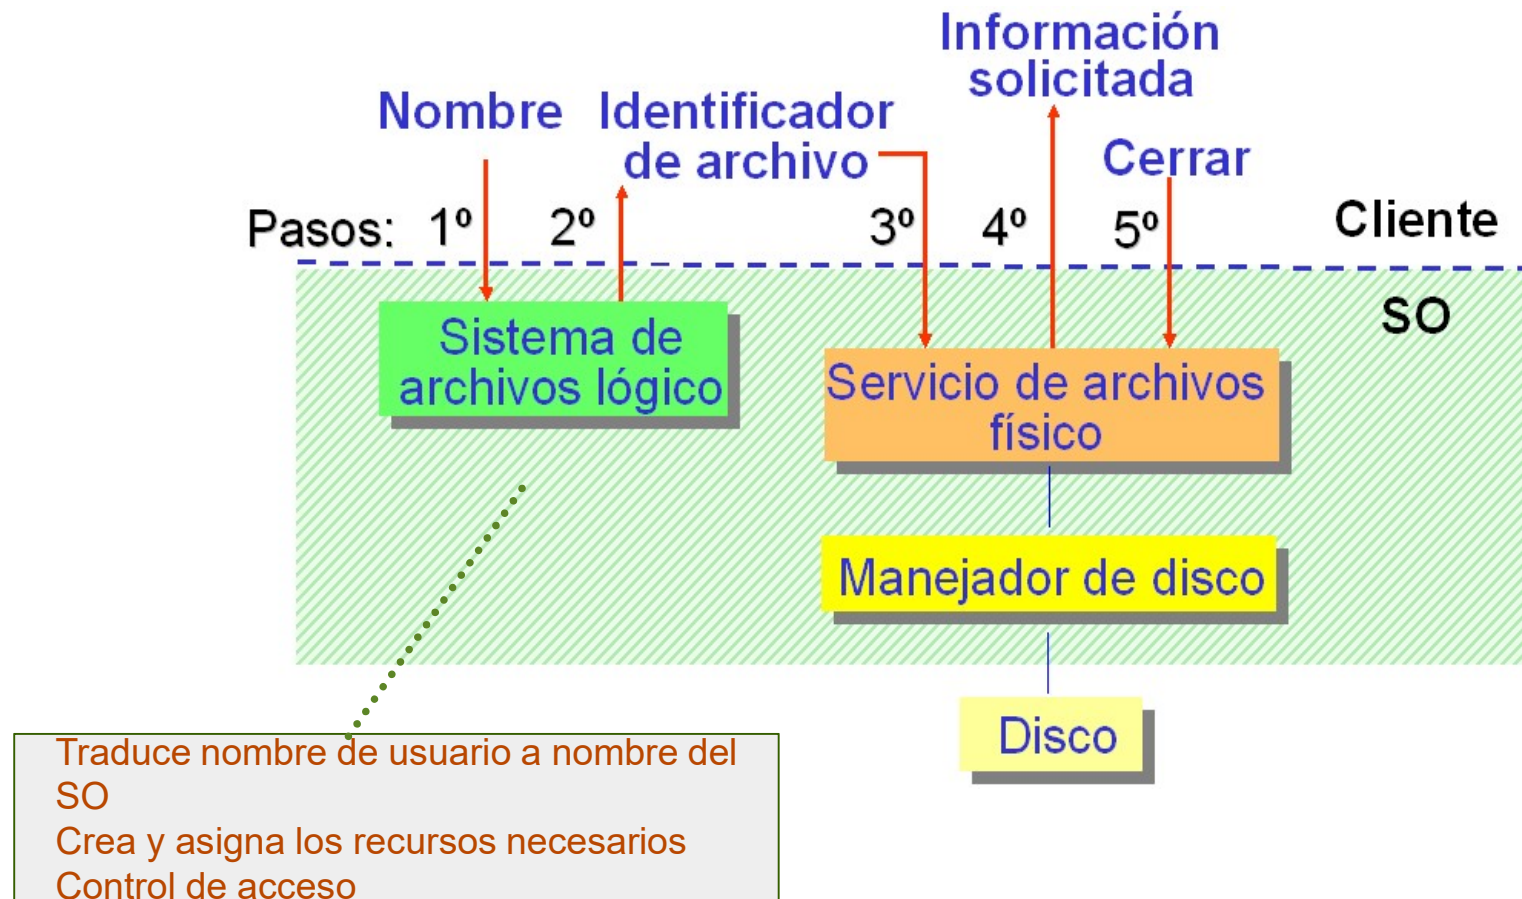 Información
solicitada
Nombre
Identificador
de archivo
Cerrar
Pasos: 1º 2º 3º 4º 5º
Cliente
SO
Sistema de
archivos lógico
Servicio de archivos
físico
Manejador de disco
Disco
Traduce nombre de usuario a nombre del
SO
Crea y asigna los recursos necesarios
Control de acceso